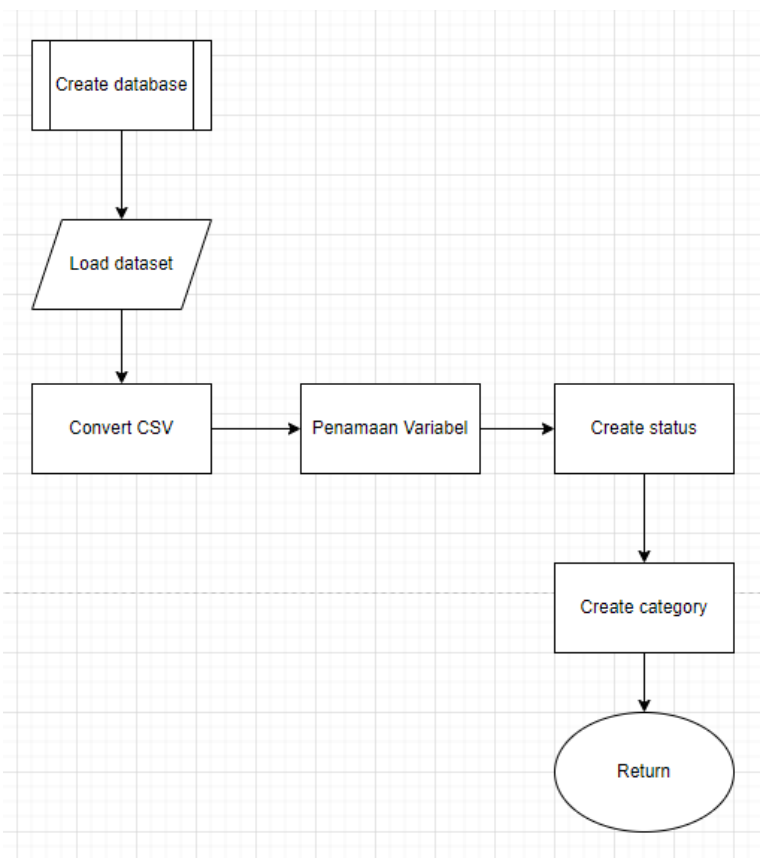 Create database
Load dataset
Convert CSV
Penamaan Variabel
Create status
Create category
Return